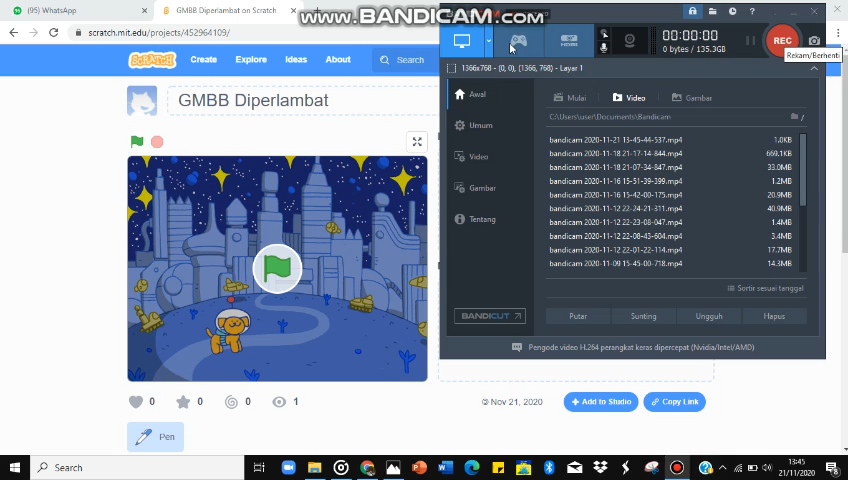 (95) WhatsApp
GMBB Diperlambat on Scratch
www.BANDICAM.com
scratch.mit.edu/projects/452964109/
00:00:00
0 bytes / 135.3GB
REC
Rekam/Berhenti
HDMI
SCRATCH
Create
Explore
Ideas
About
Search
1366x768 - (0, 0), (1366, 768) - Layer 1
GMBB Diperlambat
Awal
Umum
Video
Gambar
Tentang
BANDICUT
Mulai
Video
Gambar
C:\Users\user\Documents\Bandicam
bandicam 2020-11-21 13-45-44-537.mp4 1.0KB
bandicam 2020-11-18 21-17-14-844.mp4 669.1KB
bandicam 2020-11-18 21-07-34-847.mp4 33.0MB
bandicam 2020-11-16 15-51-39-399.mp4 1.2MB
bandicam 2020-11-16 15-42-00-175.mp4 20.9MB
bandicam 2020-11-12 22-24-21-311.mp4 40.9MB
bandicam 2020-11-12 22-23-08-047.mp4 1.4MB
bandicam 2020-11-12 22-08-43-604.mp4 3.4MB
bandicam 2020-11-12 22-01-22-114.mp4 17.7MB
bandicam 2020-11-09 15-45-00-718.mp4 14.3MB
Sortir sesuai tanggal
Putar
Sunting
Ungguh
Hapus
Pengode video H.264 perangkat keras dipercepat (Nvidia/Intel/AMD)
0
0
0
1
© Nov 21, 2020
Add to Studio
Copy Link
Pen
Search
13:45
21/11/2020